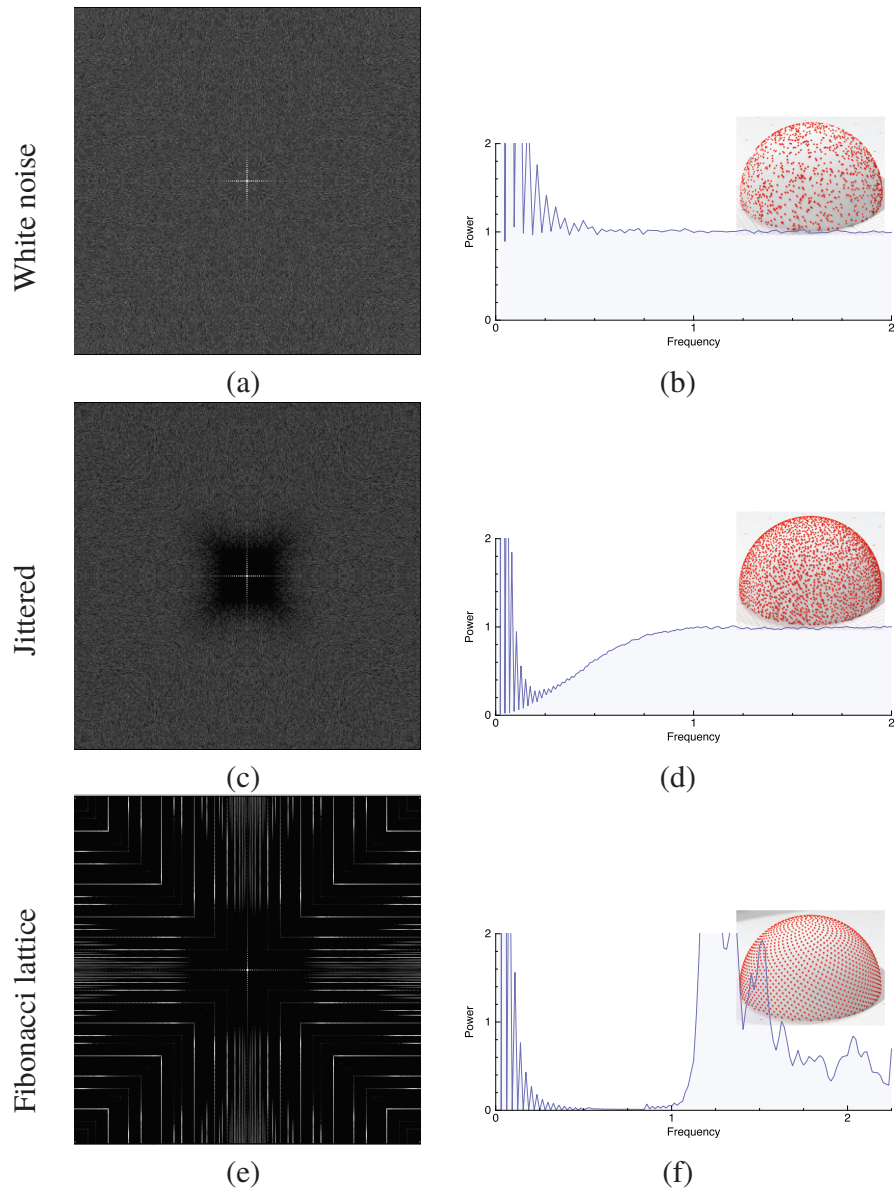 White noise
2
1
0
Power
0
1
2
Frequency
(a)
(b)
Jittered
2
1
0
Power
0
1
2
Frequency
(c)
(d)
Fibonacci lattice
2
1
0
Power
0
1
2
Frequency
(e)
(f)